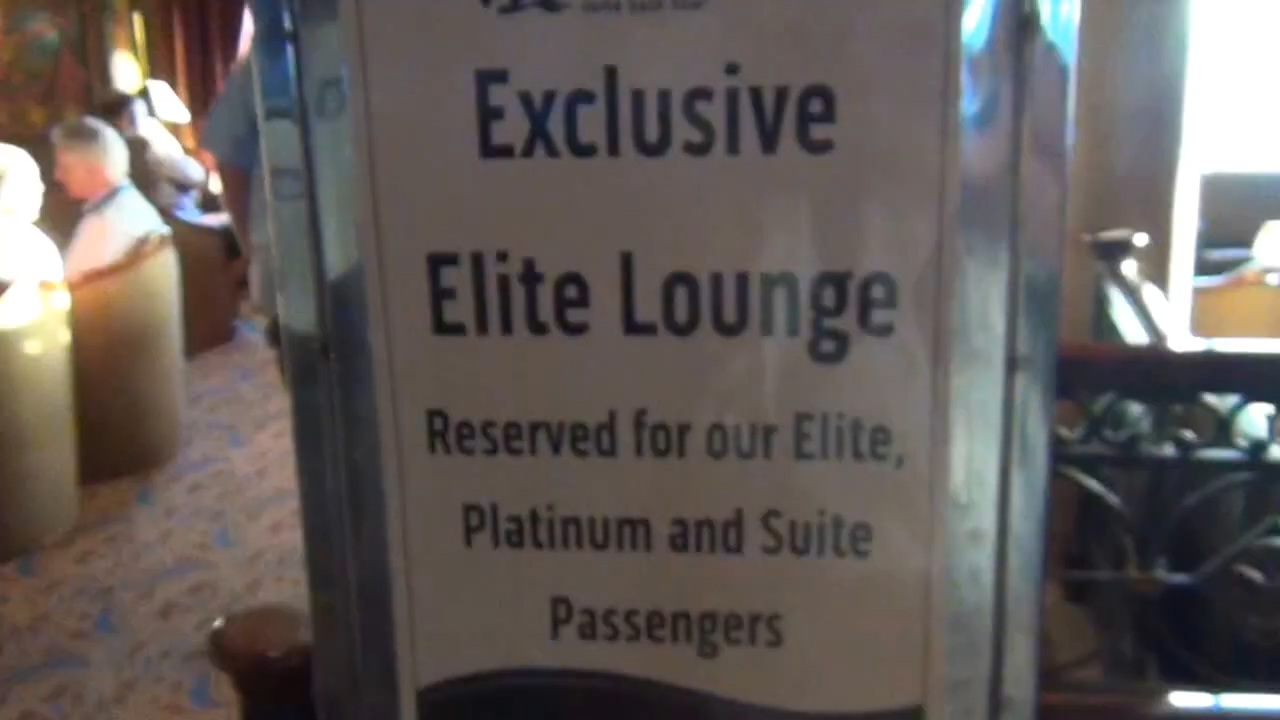 Exclusive
Elite Lounge
Reserved for our Elite,
Platinum and Suite
Passengers